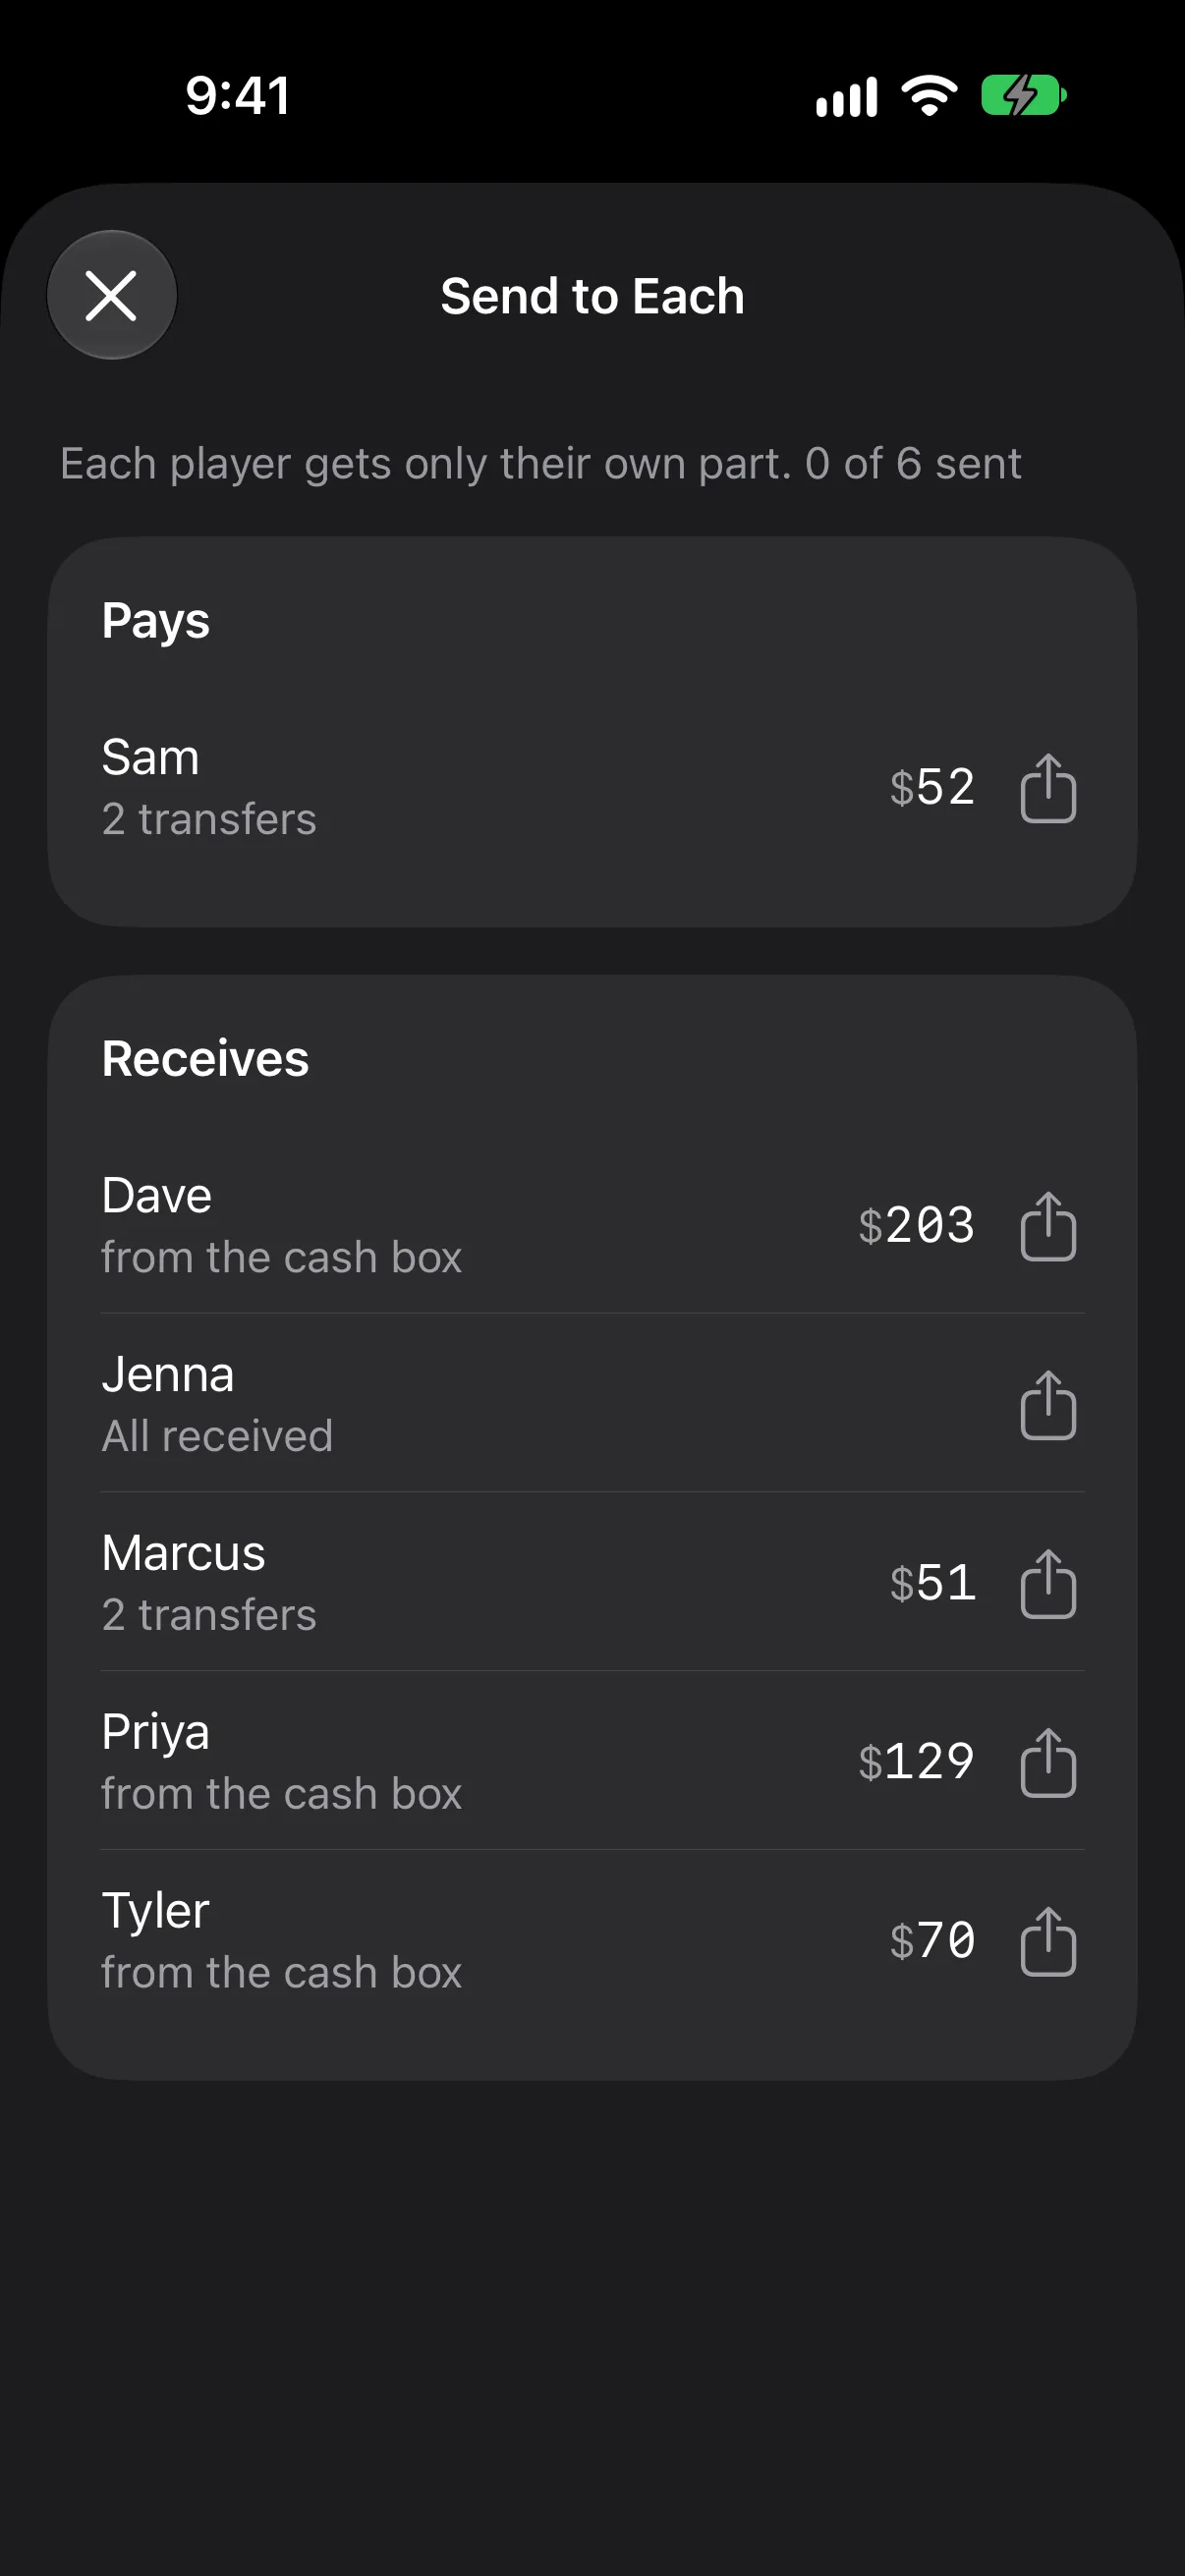 9:41
Send to Each
Each player gets only their own part. 0 of 6 sent
Pays
Sam
$52
2 transfers
Receives
Dave
$203
from the cash box
Jenna
All received
Marcus
$51
2 transfers
Priya
$129
from the cash box
Tyler
$70
from the cash box